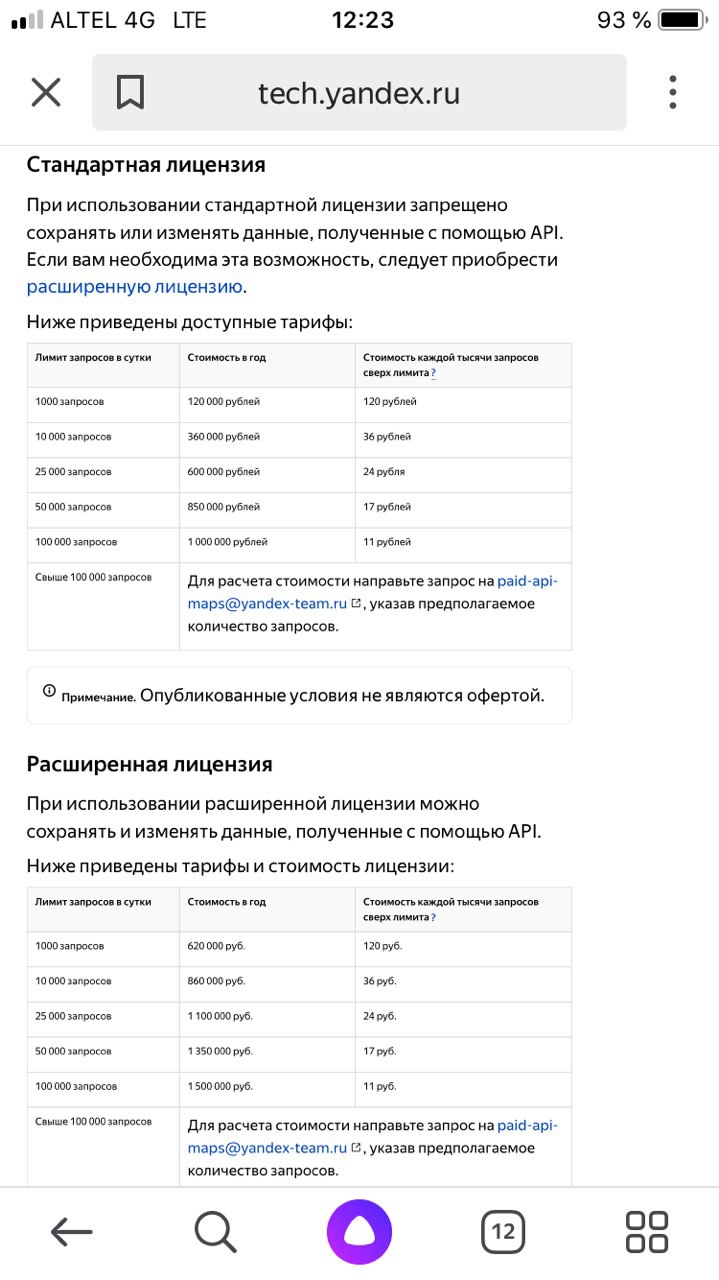 ALTEL 4G LTE 12:23 93 %
tech.yandex.ru
Стандартная лицензия
При использовании стандартной лицензии запрещено
сохранять или изменять данные, полученные с помощью API.
Если вам необходима эта возможность, следует приобрести
расширенную лицензию.
Ниже приведены доступные тарифы:
Лимит запросов в сутки Стоимость в год Стоимость каждой тысячи запросов
сверх лимита ?
1000 запросов 120 000 рублей 120 рублей
10 000 запросов 360 000 рублей 36 рублей
25 000 запросов 600 000 рублей 24 рубля
50 000 запросов 850 000 рублей 17 рублей
100 000 запросов 1 000 000 рублей 11 рублей
Свыше 100 000 запросов Для расчета стоимости направьте запрос на paid-api-
maps@yandex-team.ru, указав предполагаемое
количество запросов.
Примечание. Опубликованные условия не являются офертой.
Расширенная лицензия
При использовании расширенной лицензии можно
сохранять и изменять данные, полученные с помощью API.
Ниже приведены тарифы и стоимость лицензии:
Лимит запросов в сутки Стоимость в год Стоимость каждой тысячи запросов
сверх лимита ?
1000 запросов 620 000 руб. 120 руб.
10 000 запросов 860 000 руб. 36 руб.
25 000 запросов 1 100 000 руб. 24 руб.
50 000 запросов 1 350 000 руб. 17 руб.
100 000 запросов 1 500 000 руб. 11 руб.
Свыше 100 000 запросов Для расчета стоимости направьте запрос на paid-api-
maps@yandex-team.ru, указав предполагаемое
количество запросов.
12